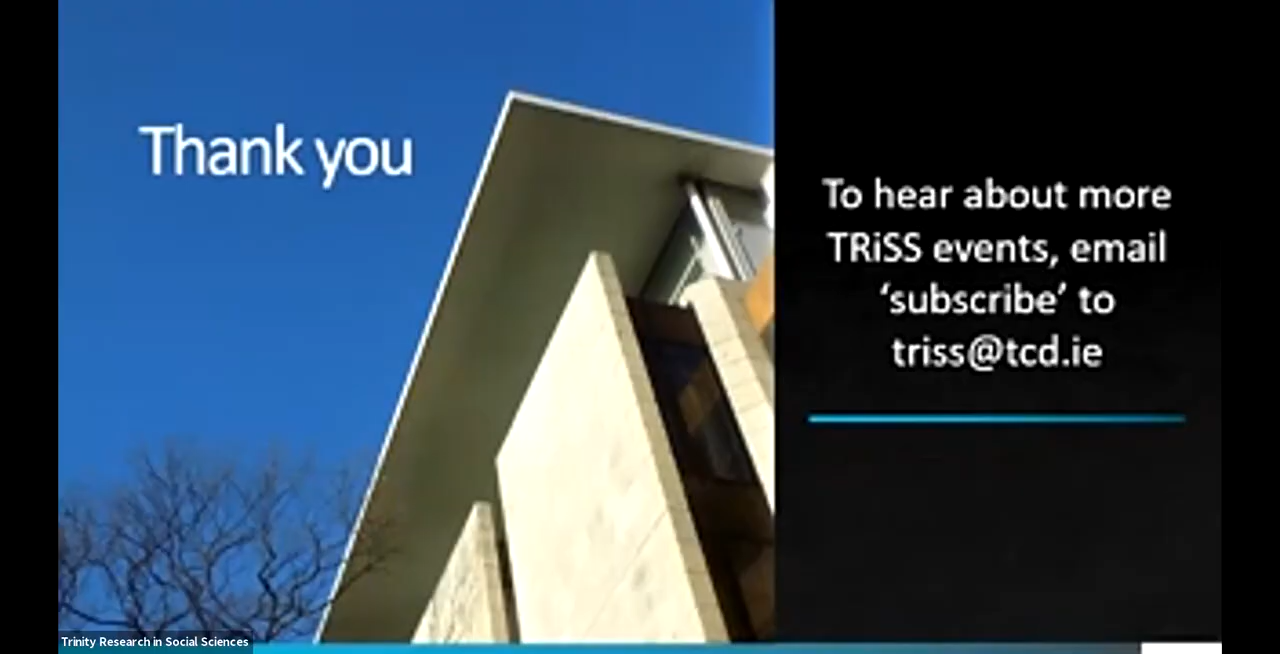 Thank you
To hear about more
TRiSS events, email
‘subscribe’ to
triss@tcd.ie
Trinity Research in Social Sciences